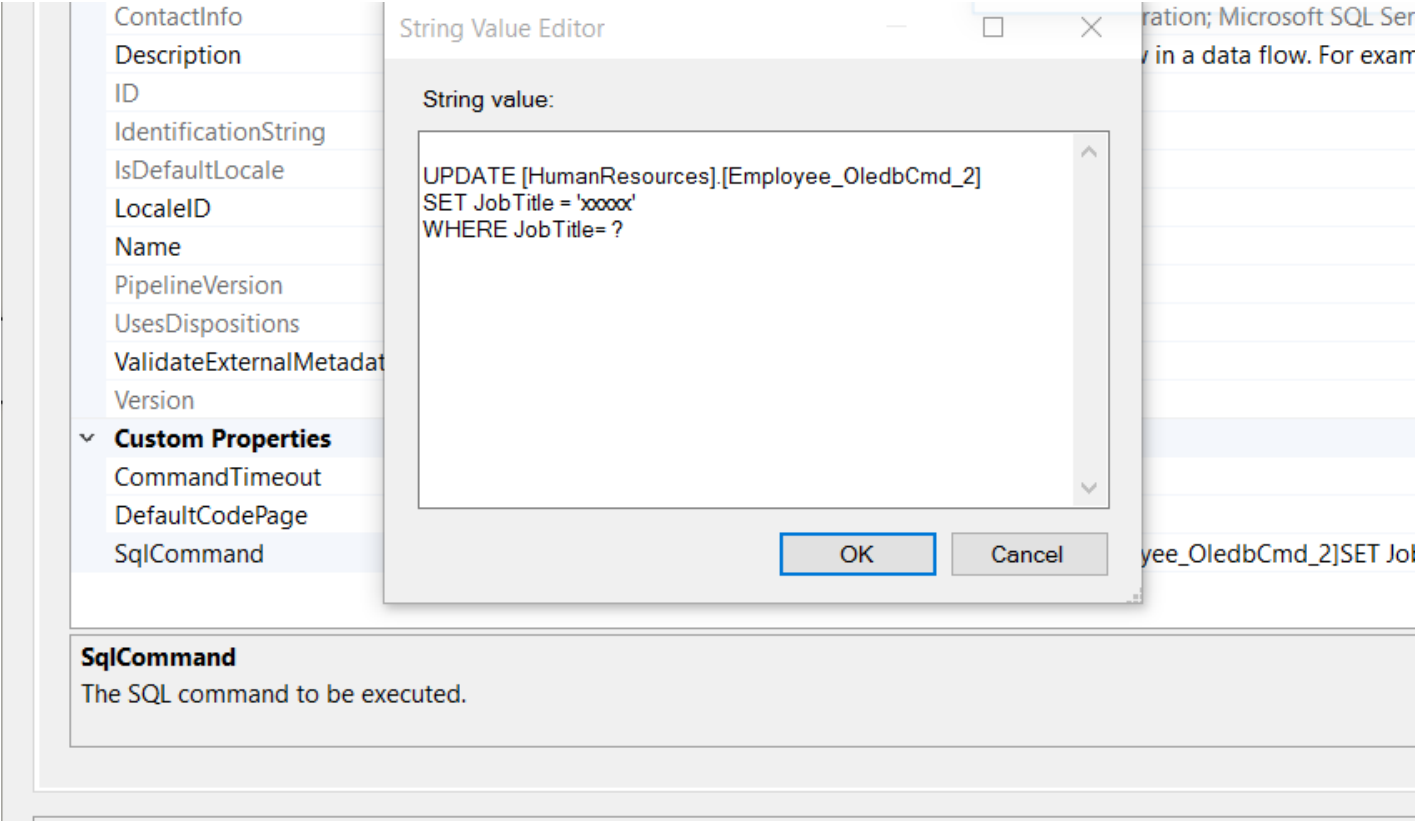 ContactInfo
String Value Editor
ration; Microsoft SQL Ser
Description
in a data flow. For exam
ID
String value:
IdentificationString
IsDefaultLocale
UPDATE [HumanResources].[Employee_OledbCmd_2]
LocaleID
SET JobTitle = 'xxxxx'
WHERE JobTitle= ?
Name
PipelineVersion
UsesDispositions
ValidateExternalMetadat
Version
Custom Properties
CommandTimeout
DefaultCodePage
SqlCommand
OK
Cancel
yee_OledbCmd_2]SET Job
SqlCommand
The SQL command to be executed.